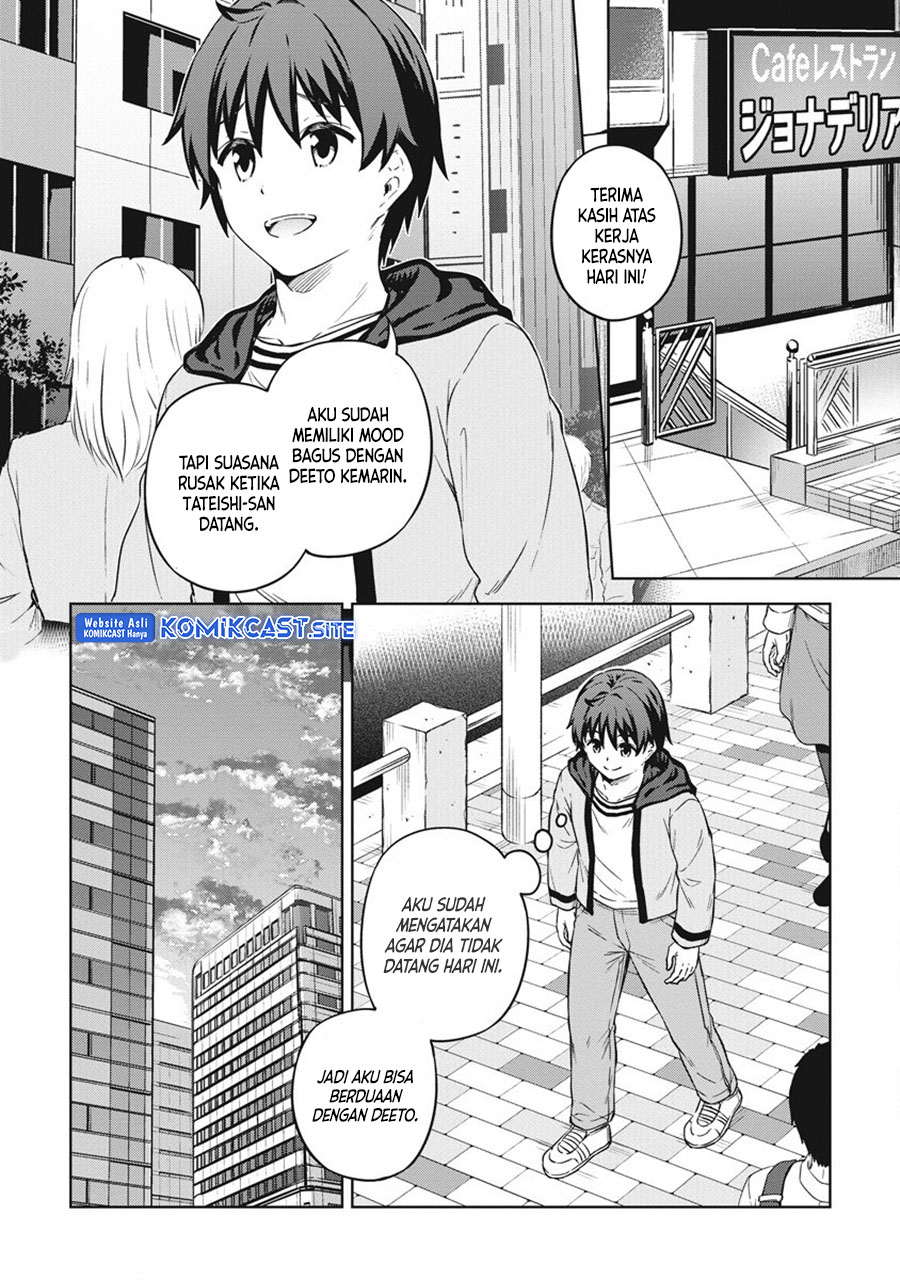 Cafeレストラン
ジョナデリア
TERIMA
KASIH ATAS
KERJA
KERASNYA
HARI INI!
AKU SUDAH
MEMILIKI MOOD
BAGUS DENGAN
DEETO KEMARIN.
TAPI SUASANA
RUSAK KETIKA
TATEISHI-SAN
DATANG.
Website Asli
KOMIKCAST Hanya
KOMIKCAST.SITE
AKU SUDAH
MENGATAKAN
AGAR DIA TIDAK
DATANG HARI INI.
JADI AKU BISA
BERDUAAN
DENGAN DEETO.